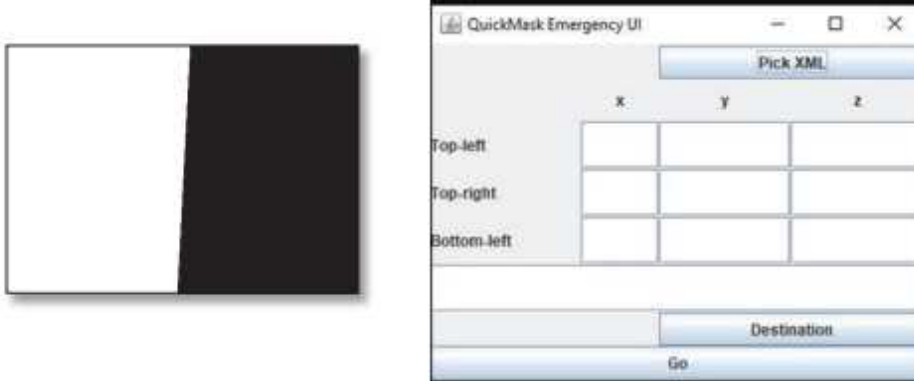 QuickMask Emergency UI
Pick XML
x y z
Top-left
Top-right
Bottom-left
Destination
Go